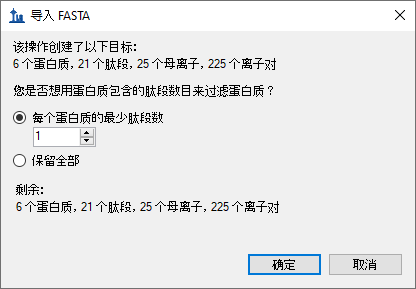 导入 FASTA
该操作创建了以下目标:
6 个蛋白质, 21 个肽段, 25 个母离子, 225 个离子对
您是否想用蛋白质包含的肽段数目来过滤蛋白质？
每个蛋白质的最少肽段数
1
保留全部
剩余:
6 个蛋白质, 21 个肽段, 25 个母离子, 225 个离子对
确定 取消